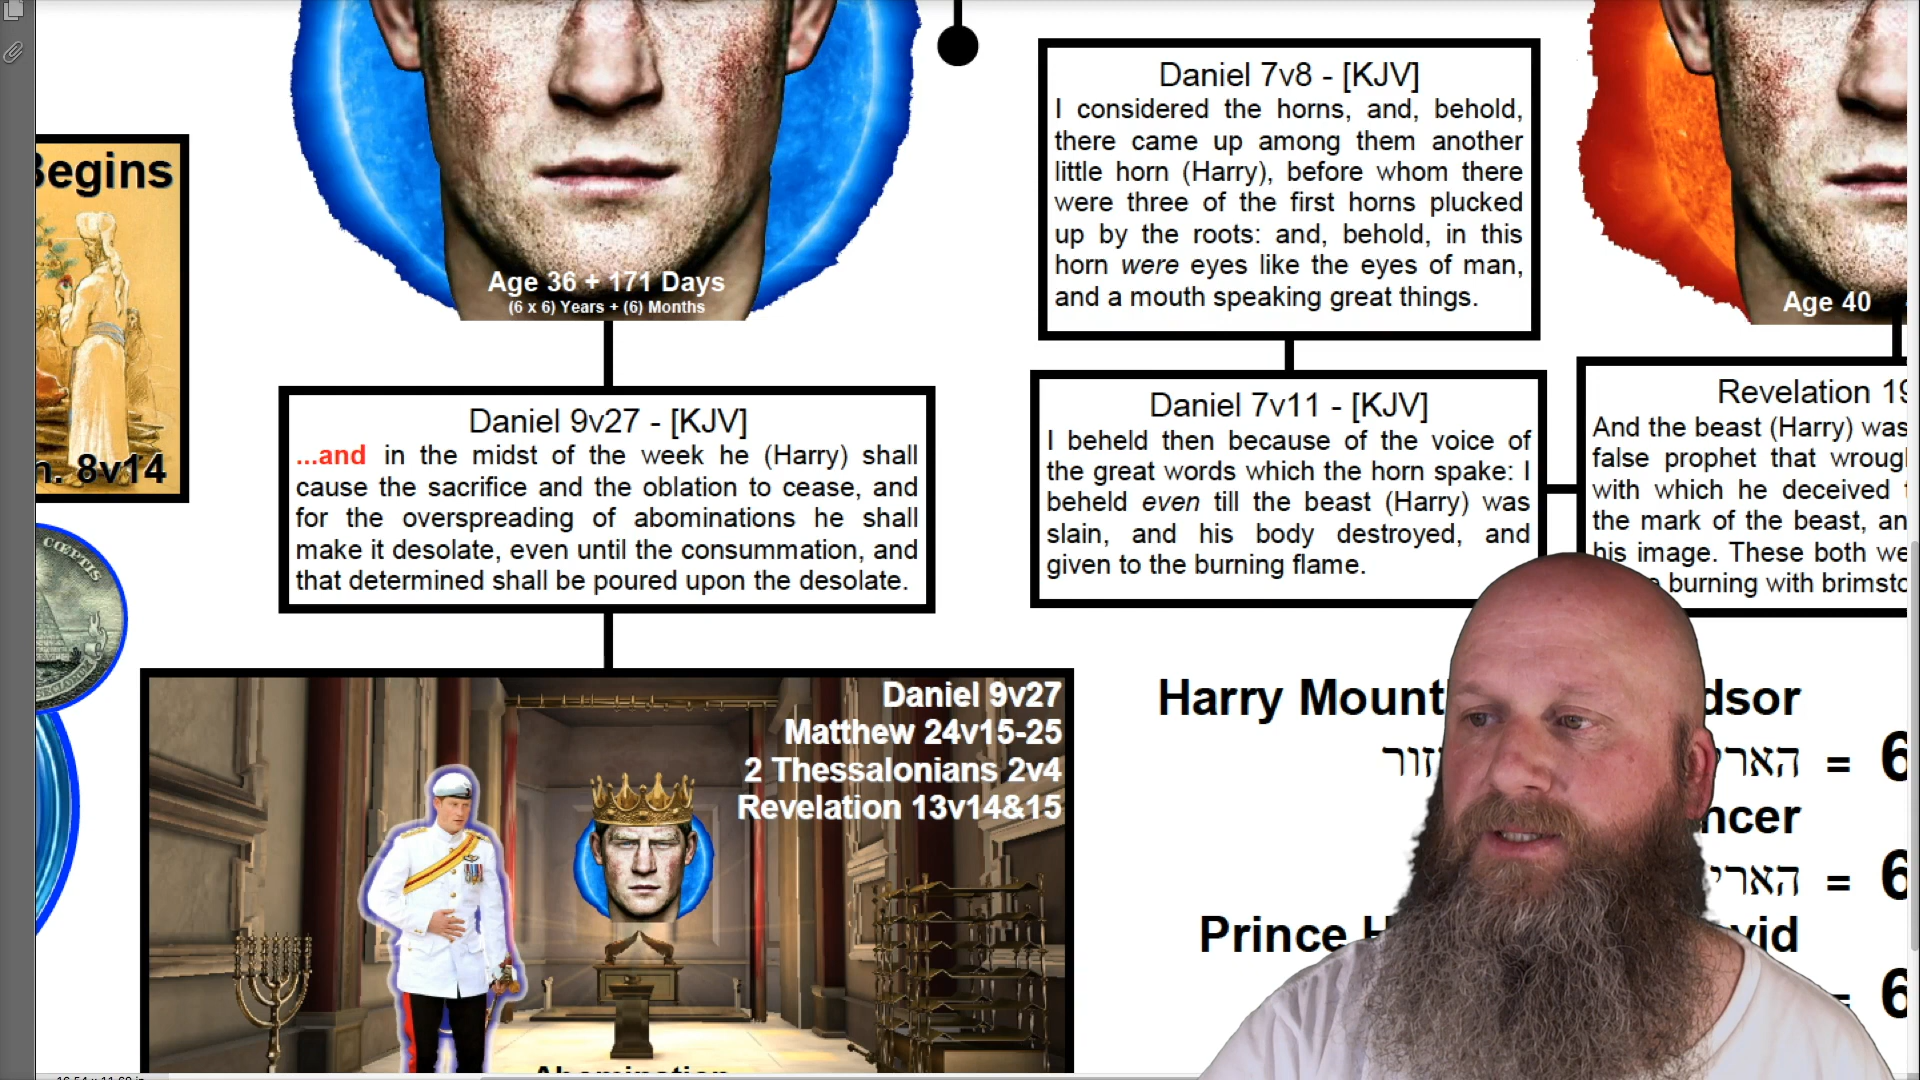 Begins
n. 8v14
CŒPTIS
SECLORUM
Age 36 + 171 Days
(6 x 6) Years + (6) Months
Daniel 9v27 - [KJV]
...and in the midst of the week he (Harry) shall
cause the sacrifice and the oblation to cease, and
for the overspreading of abominations he shall
make it desolate, even until the consummation, and
that determined shall be poured upon the desolate.
Daniel 9v27
Matthew 24v15-25
2 Thessalonians 2v4
Revelation 13v14&15
Daniel 7v8 - [KJV]
I considered the horns, and, behold,
there came up among them another
little horn (Harry), before whom there
were three of the first horns plucked
up by the roots: and, behold, in this
horn were eyes like the eyes of man,
and a mouth speaking great things.
Daniel 7v11 - [KJV]
I beheld then because of the voice of
the great words which the horn spake: I
beheld even till the beast (Harry) was
slain, and his body destroyed, and
given to the burning flame.
Age 40
Revelation 19
And the beast (Harry) was
false prophet that
with which he deceived
the mark of the beast,
his image. These both
burning with
Harry
= 6
= 6
Prince
= 6